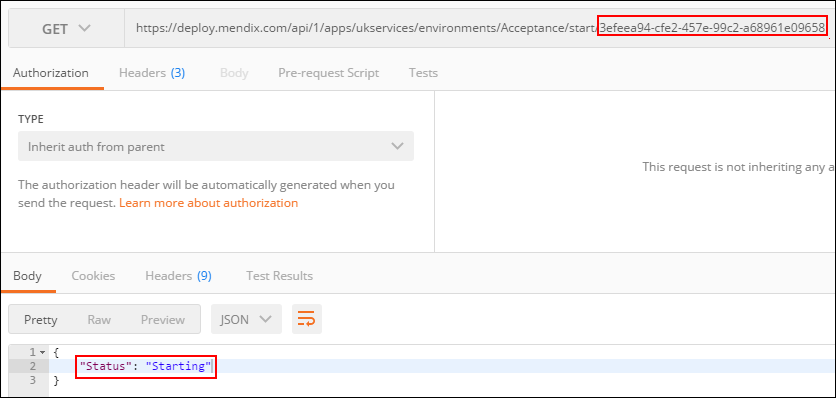 GET https://deploy.mendix.com/api/1/apps/ukservices/environments/Acceptance/start/3efeea94-cfe2-457e-99c2-a68961e09658
Authorization Headers (3) Body Pre-request Script Tests
TYPE
Inherit auth from parent
This request is not inheriting any a
The authorization header will be automatically generated when you
send the request. Learn more about authorization
Body Cookies Headers (9) Test Results
Pretty Raw Preview JSON
1 {
2 "Status": "Starting"
3 }